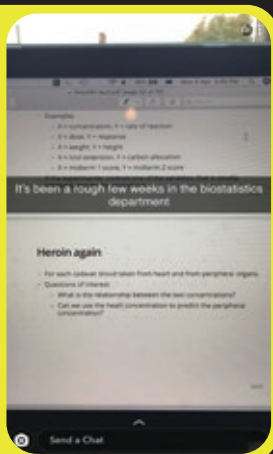 Examples
X = concentration, Y = rate of reaction
X = dose, Y = response
X = weight, Y = height
X = root extension, Y = carbon allocation
X = midterm 1 score, Y = midterm 2 score
It's been a rough few weeks in the biostatistics
department
Heroin again
- For each cadaver blood taken from heart and from peripheral organs
- Questions of interest
- What is the relationship between the two concentrations?
- Can we use the heart concentration to predict the peripheral
concentration?
Send a Chat